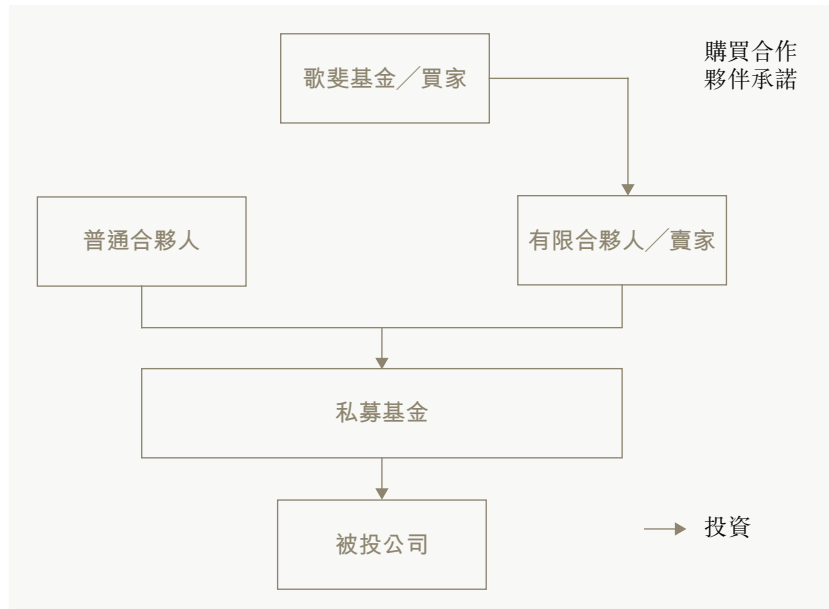 歌斐基金╱買家
購買合作
夥伴承諾
普通合夥人
有限合夥人╱賣家
私募基金
被投公司
投資